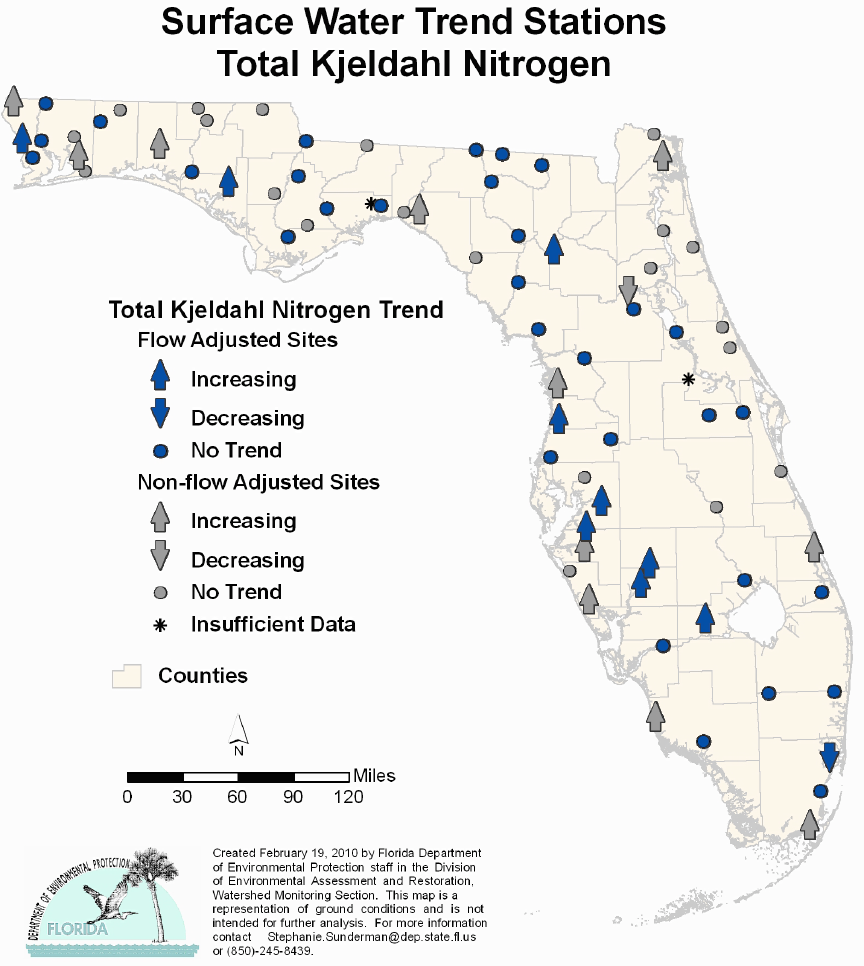 Surface Water Trend Stations
Total Kjeldahl Nitrogen
Total Kjeldahl Nitrogen Trend
Flow Adjusted Sites
Increasing
Decreasing
No Trend
Non-flow Adjusted Sites
Increasing
Decreasing
No Trend
Insufficient Data
Counties
N
Miles
0 30 60 90 120
DEPARTMENT OF ENVIRONMENTAL PROTECTION
FLORIDA
Created February 19, 2010 by Florida Department
of Environmental Protection staff in the Division
of Environmental Assessment and Restoration,
Watershed Monitoring Section. This map is a
representation of ground conditions and is not
intended for further analysis. For more information
contact Stephanie.Sunderman@dep.state.fl.us
or (850)-245-8439.